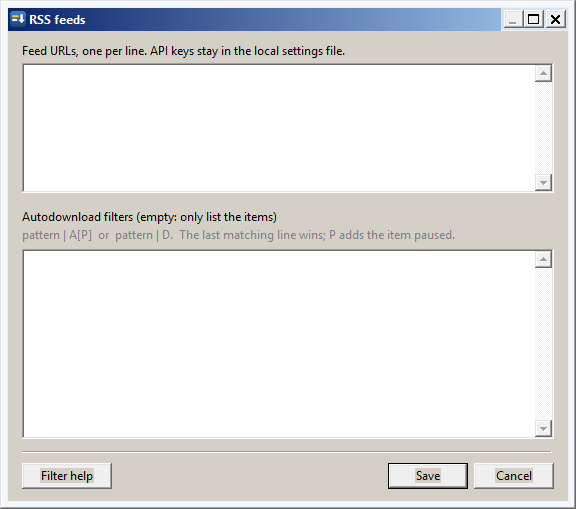 RSS feeds
Feed URLs, one per line. API keys stay in the local settings file.
Autodownload filters (empty: only list the items)
pattern | A[P]  or  pattern | D.  The last matching line wins; P adds the item paused.
Filter help
Save
Cancel